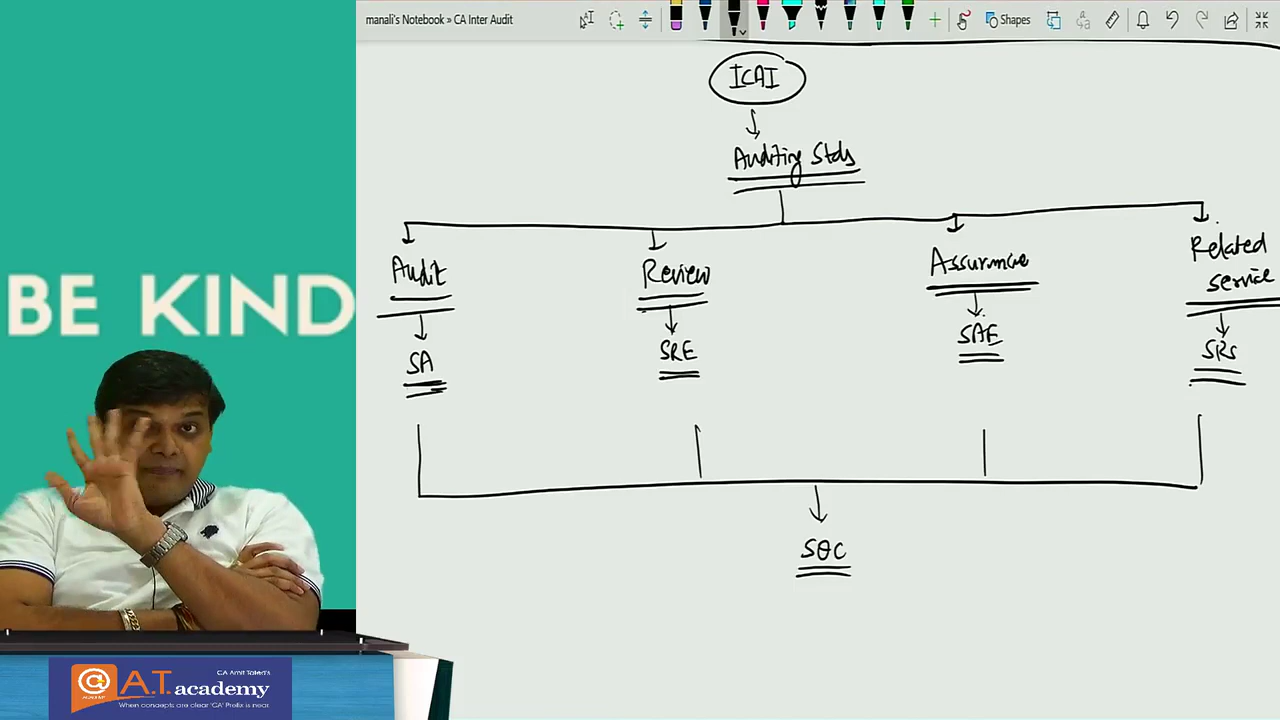 manali's Notebook » CA Inter Audit
Shapes
ICAI
Auditing Stds
Audit
Review
Assurance
Related
service
SA
SRE
SAE
SRS
SQC
BE KIND
CA Amit Talda's
@A.T. academy
ACADEMY
When concepts are clear 'CA' Prefix is near.